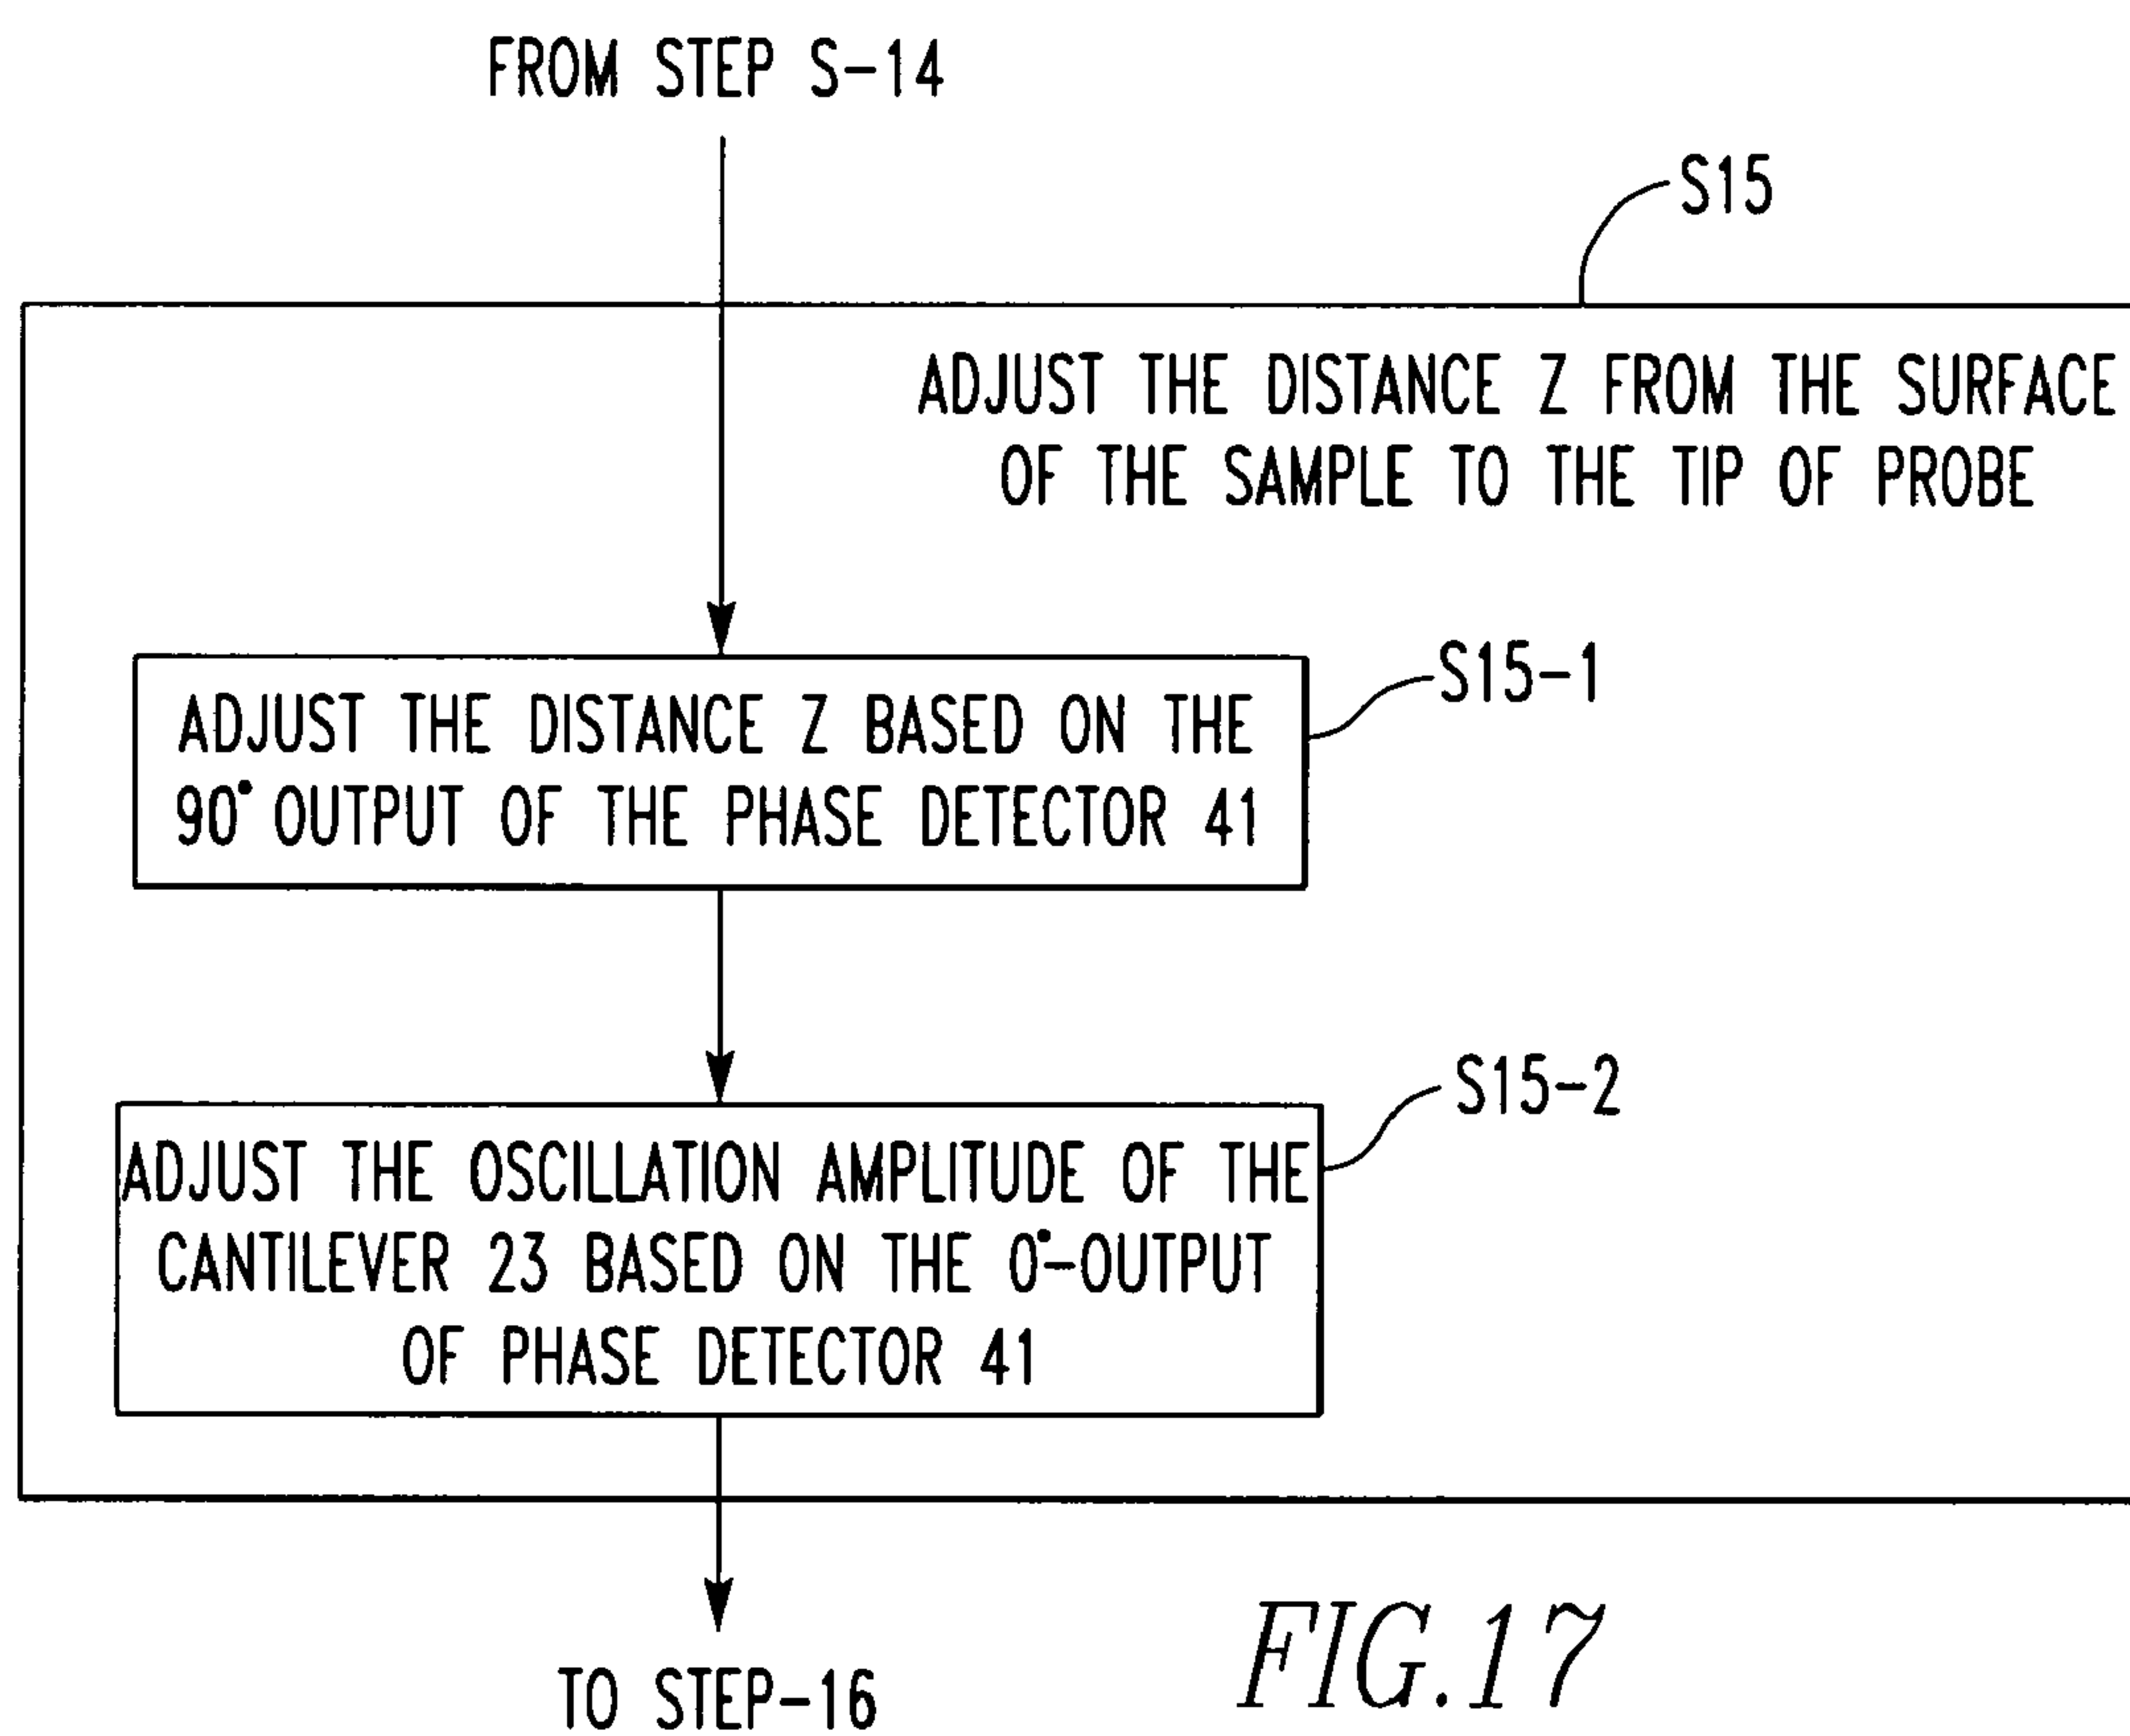 FROM STEP S-14
S15
ADJUST THE DISTANCE Z FROM THE SURFACE
OF THE SAMPLE TO THE TIP OF PROBE
S15-1
ADJUST THE DISTANCE Z BASED ON THE
90° OUTPUT OF THE PHASE DETECTOR 41
S15-2
ADJUST THE OSCILLATION AMPLITUDE OF THE
CANTILEVER 23 BASED ON THE 0°-OUTPUT
OF PHASE DETECTOR 41
TO STEP-16
FIG.17